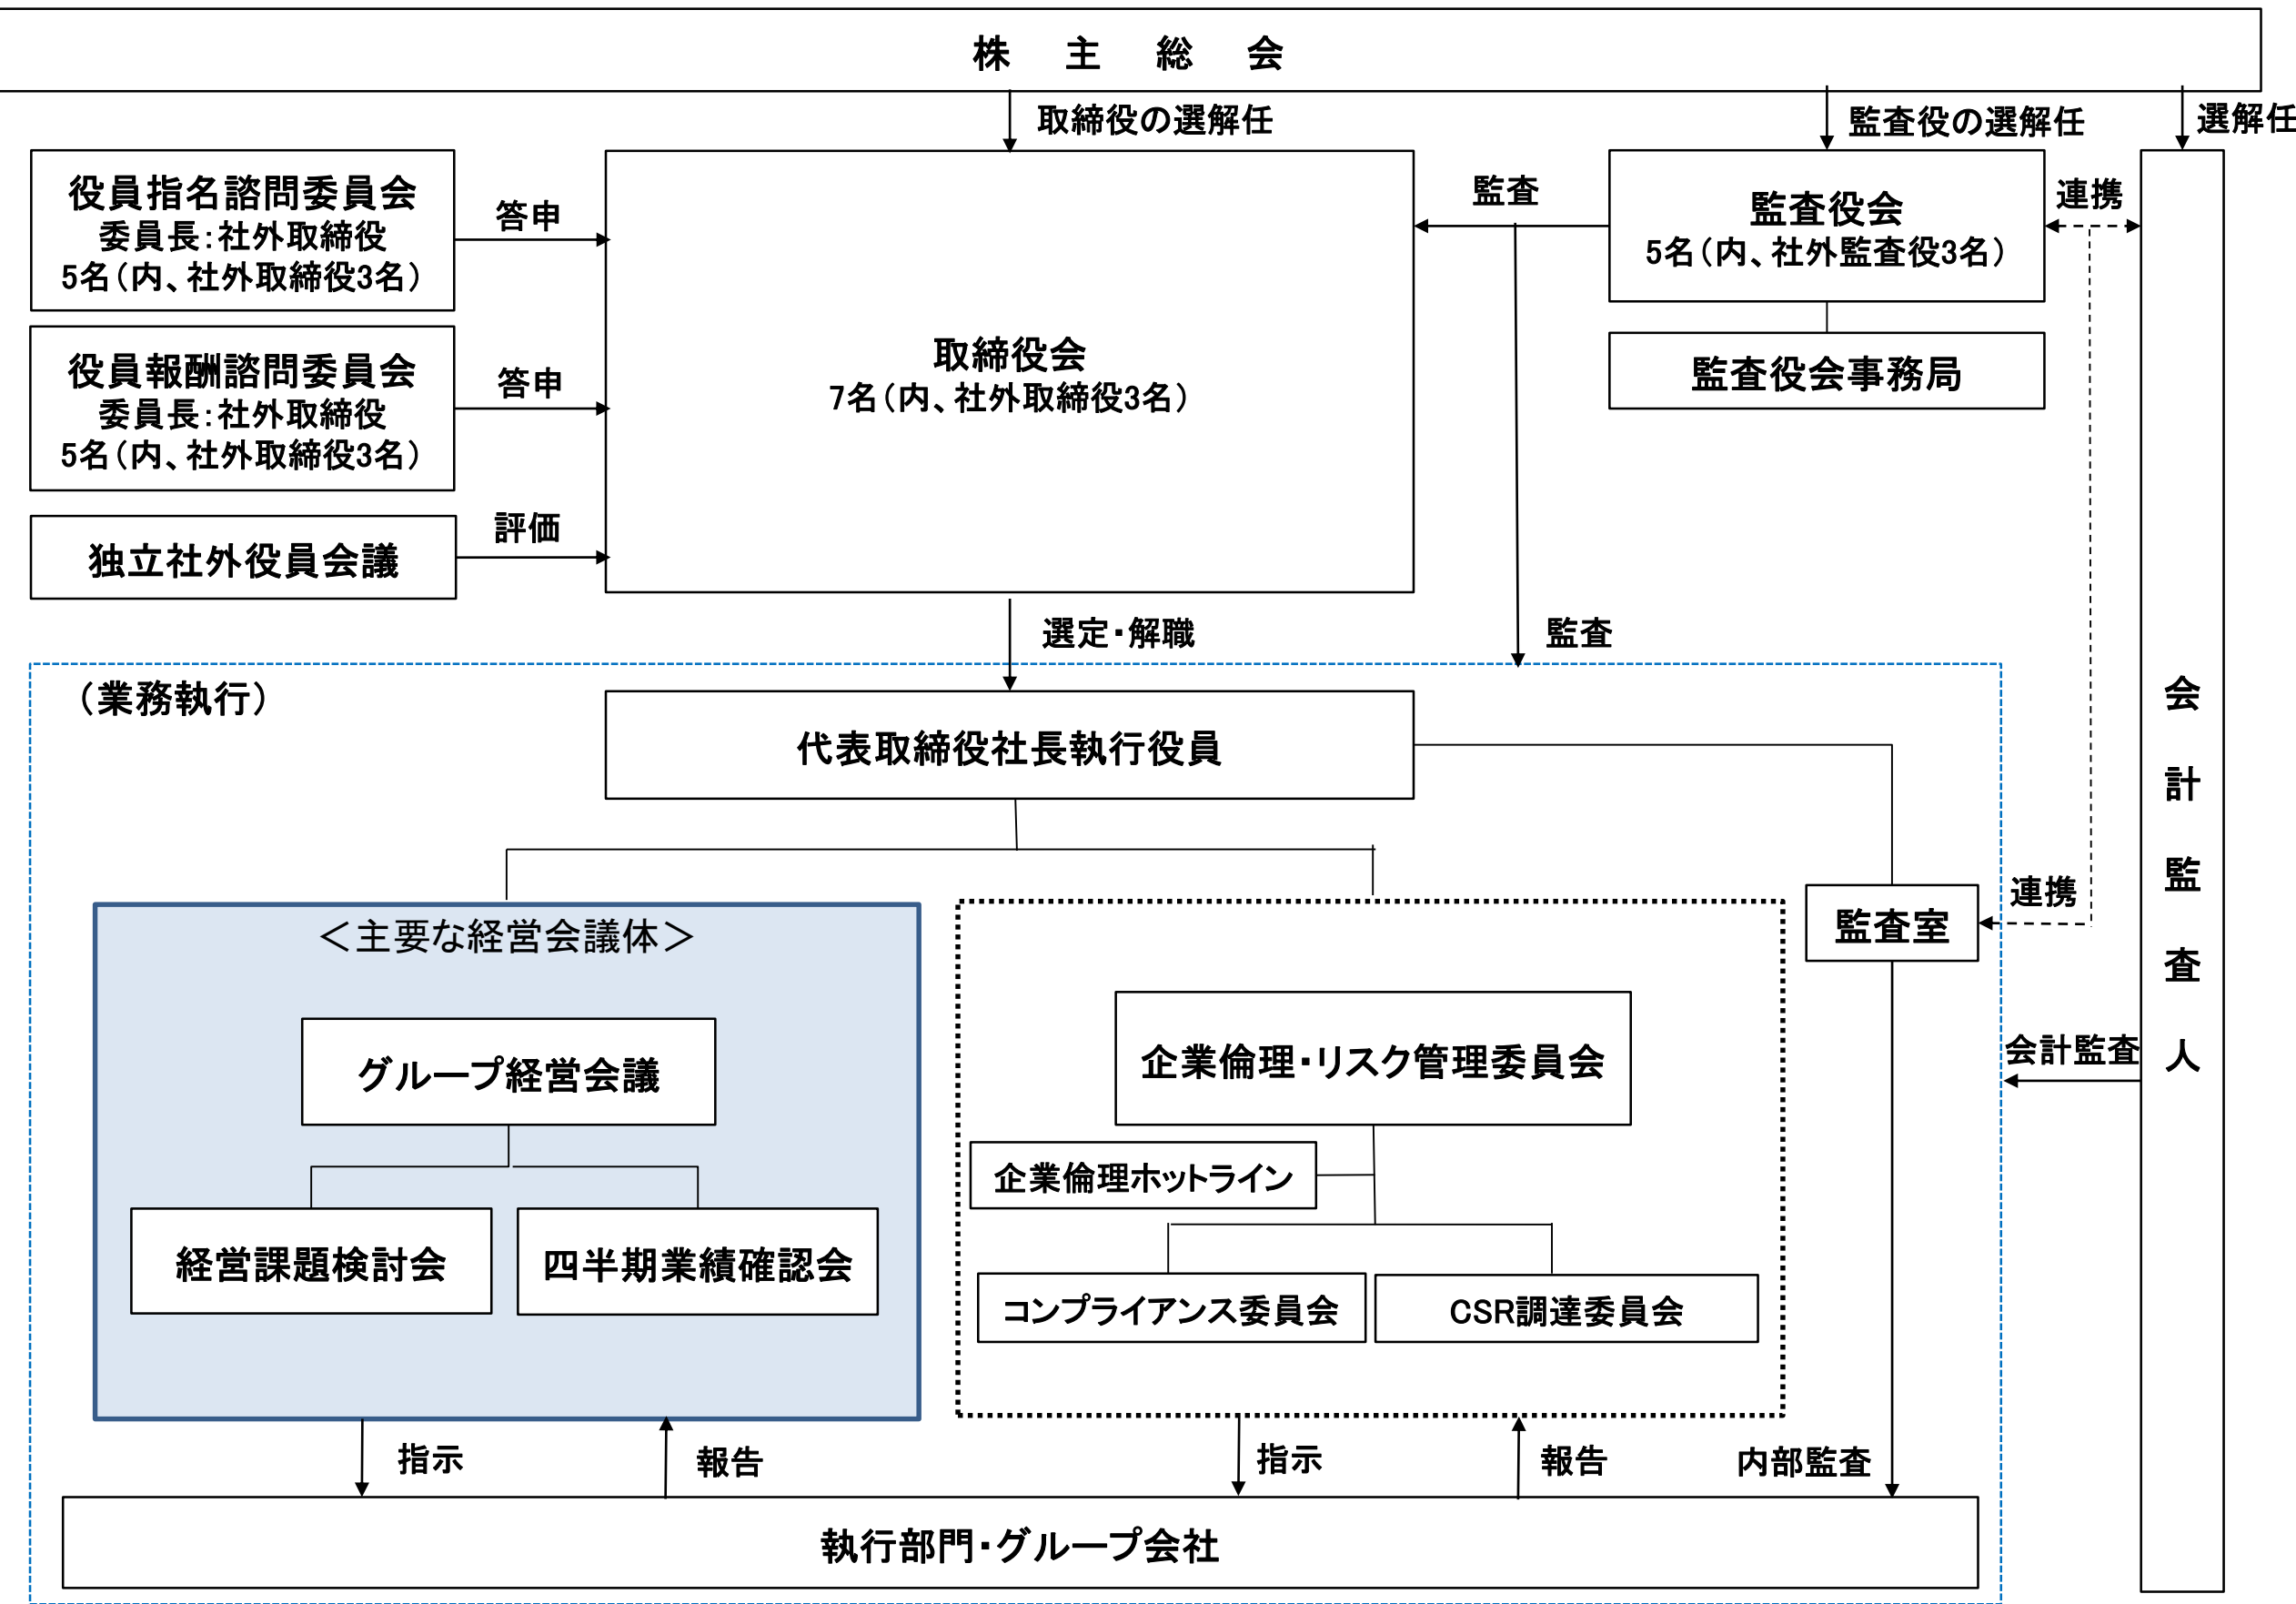 株主総会
取締役の選解任
監査役の選解任
選解任
役員指名諮問委員会
委員長：社外取締役
5名（内、社外取締役3名）
答申
取締役会
7名（内、社外取締役3名）
監査
監査役会
5名（内、社外監査役3名）
連携
役員報酬諮問委員会
委員長：社外取締役
5名（内、社外取締役3名）
答申
監査役会事務局
独立社外役員会議
評価
選定・解職
監査
（業務執行）
代表取締役社長執行役員
会計監査人
＜主要な経営会議体＞
監査室
連携
グループ経営会議
企業倫理・リスク管理委員会
会計監査
企業倫理ホットライン
経営課題検討会
四半期業績確認会
コンプライアンス委員会
CSR調達委員会
指示
報告
指示
報告
内部監査
執行部門・グループ会社